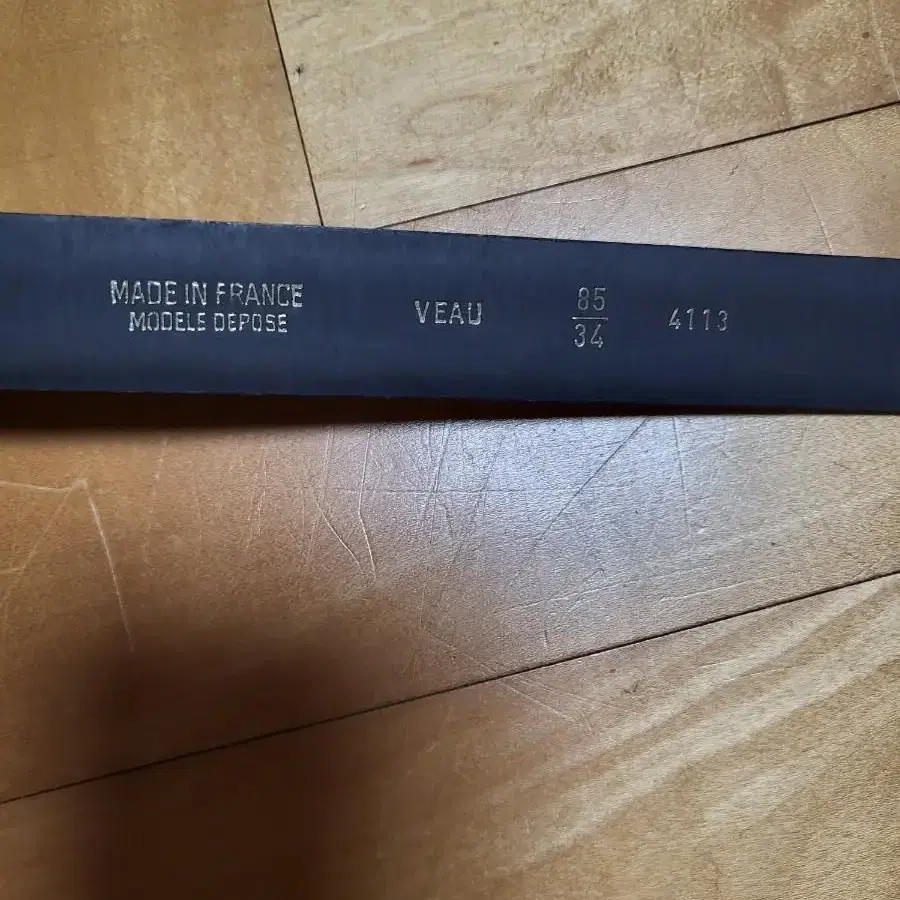 MADE IN FRANCE
MODELE DEPOSE
VEAU
85
34
4113